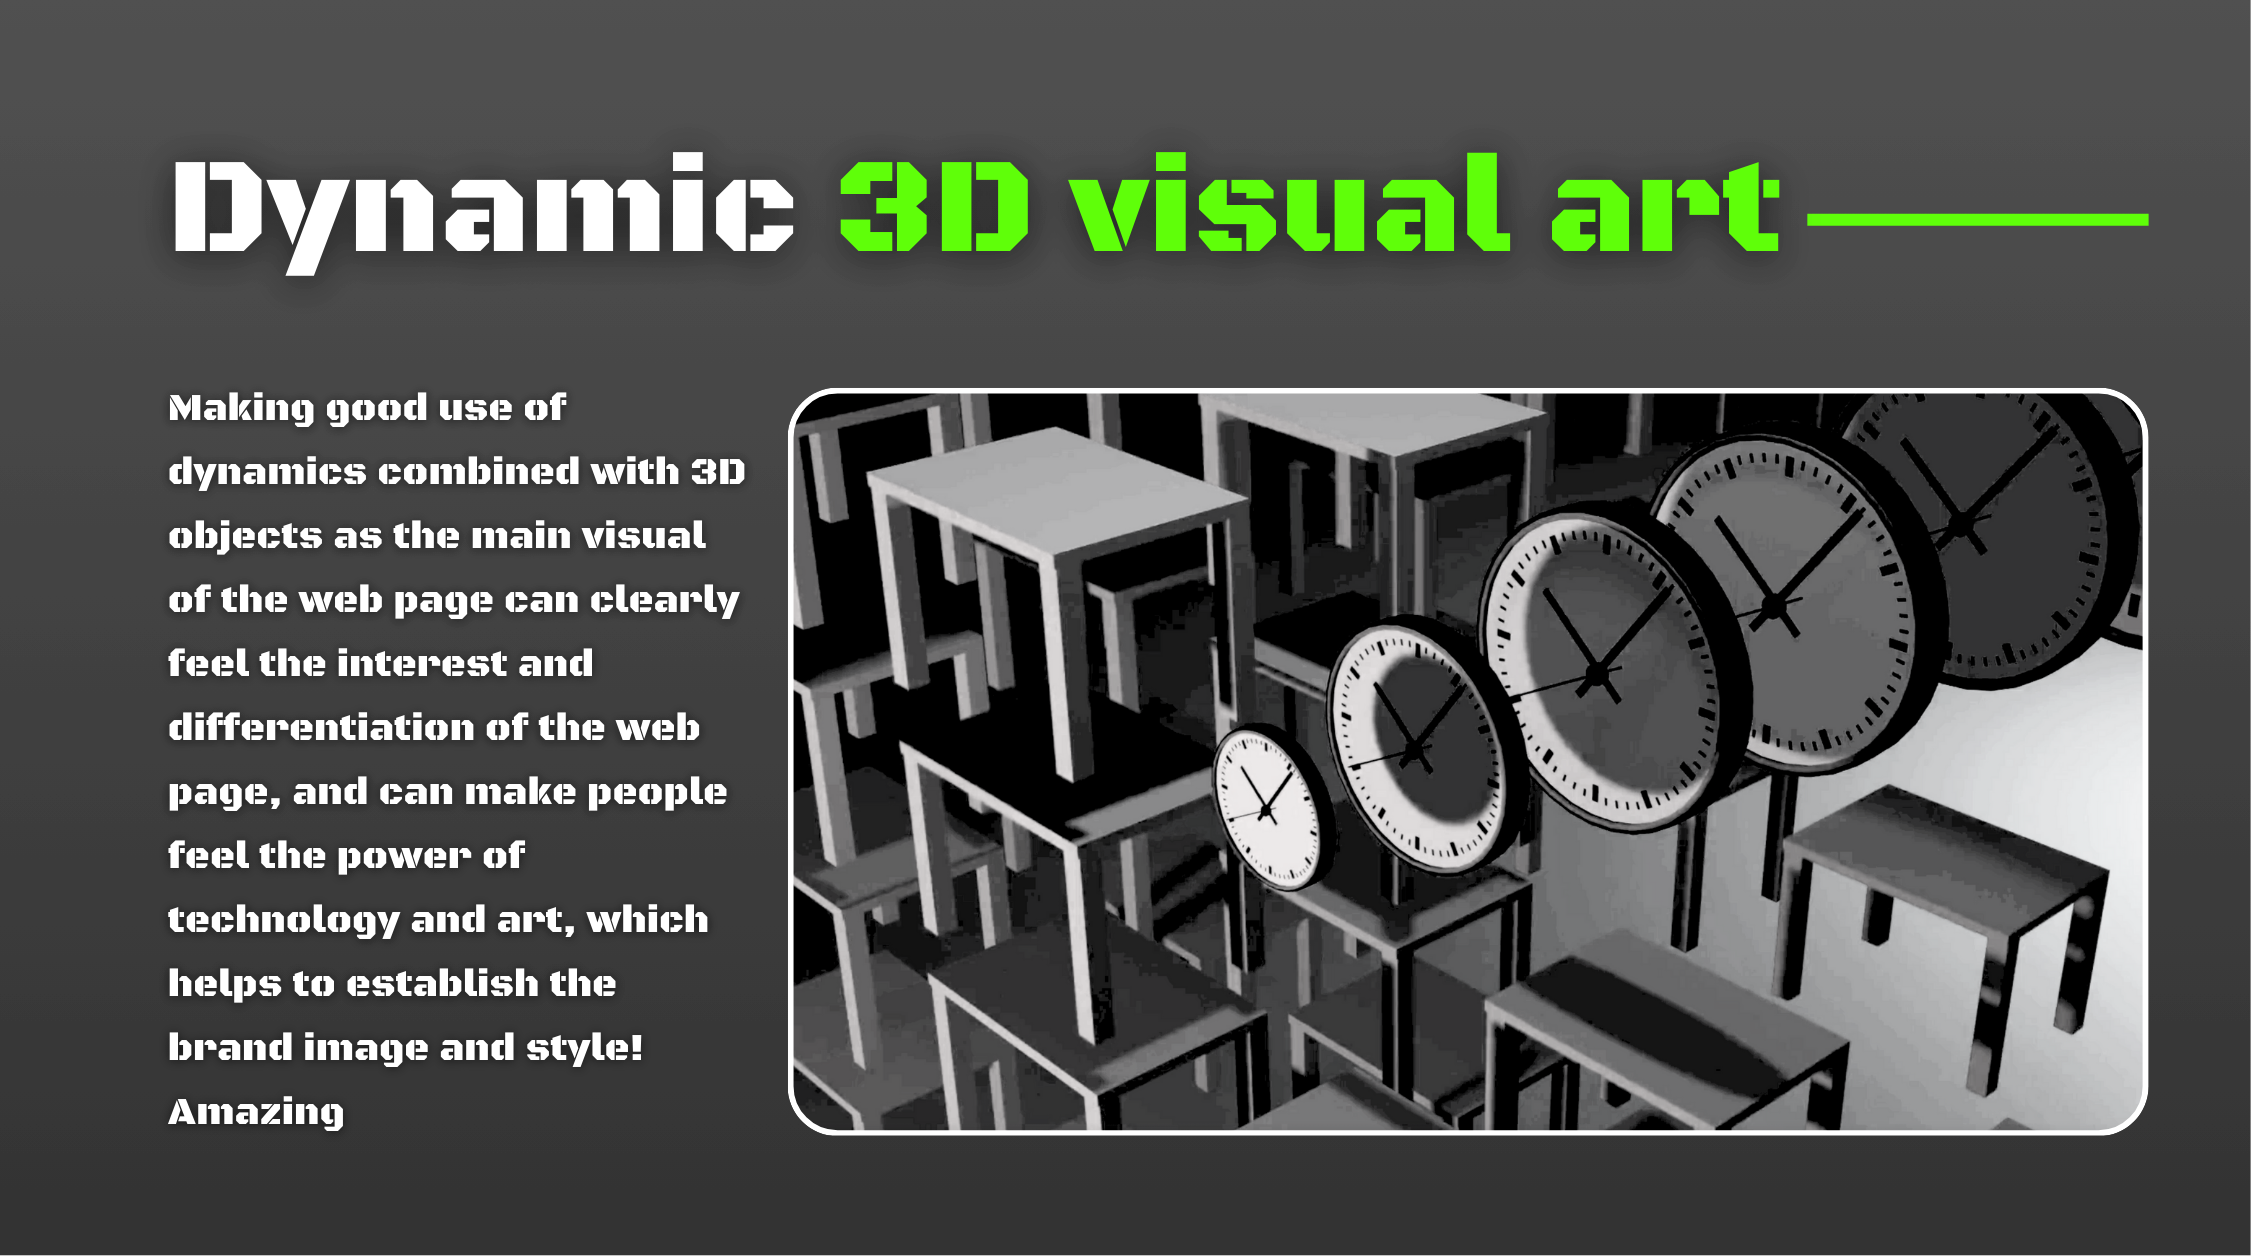 Dynamic 3D visual art
Making good use of
dynamics combined with 3D
objects as the main visual
of the web page can clearly
feel the interest and
differentiation of the web
page, and can make people
feel the power of
technology and art, which
helps to establish the
brand image and style!
Amazing